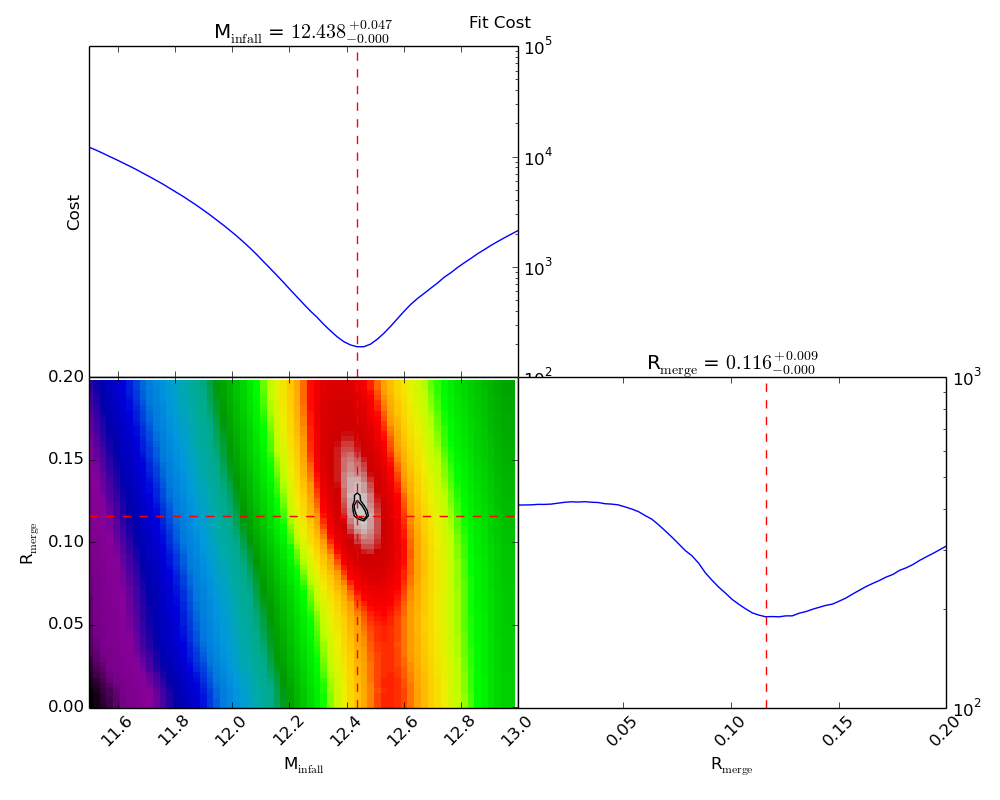 Fit Cost
M_infall = 12.438 +0.047 −0.000
10^5
10^4
10^3
10^2
Cost
R_merge = 0.116 +0.009 −0.000
10^3
10^2
0.20
0.15
0.10
0.05
0.00
R_merge
11.6 11.8 12.0 12.2 12.4 12.6 12.8 13.0
M_infall
0.05 0.10 0.15 0.20
R_merge